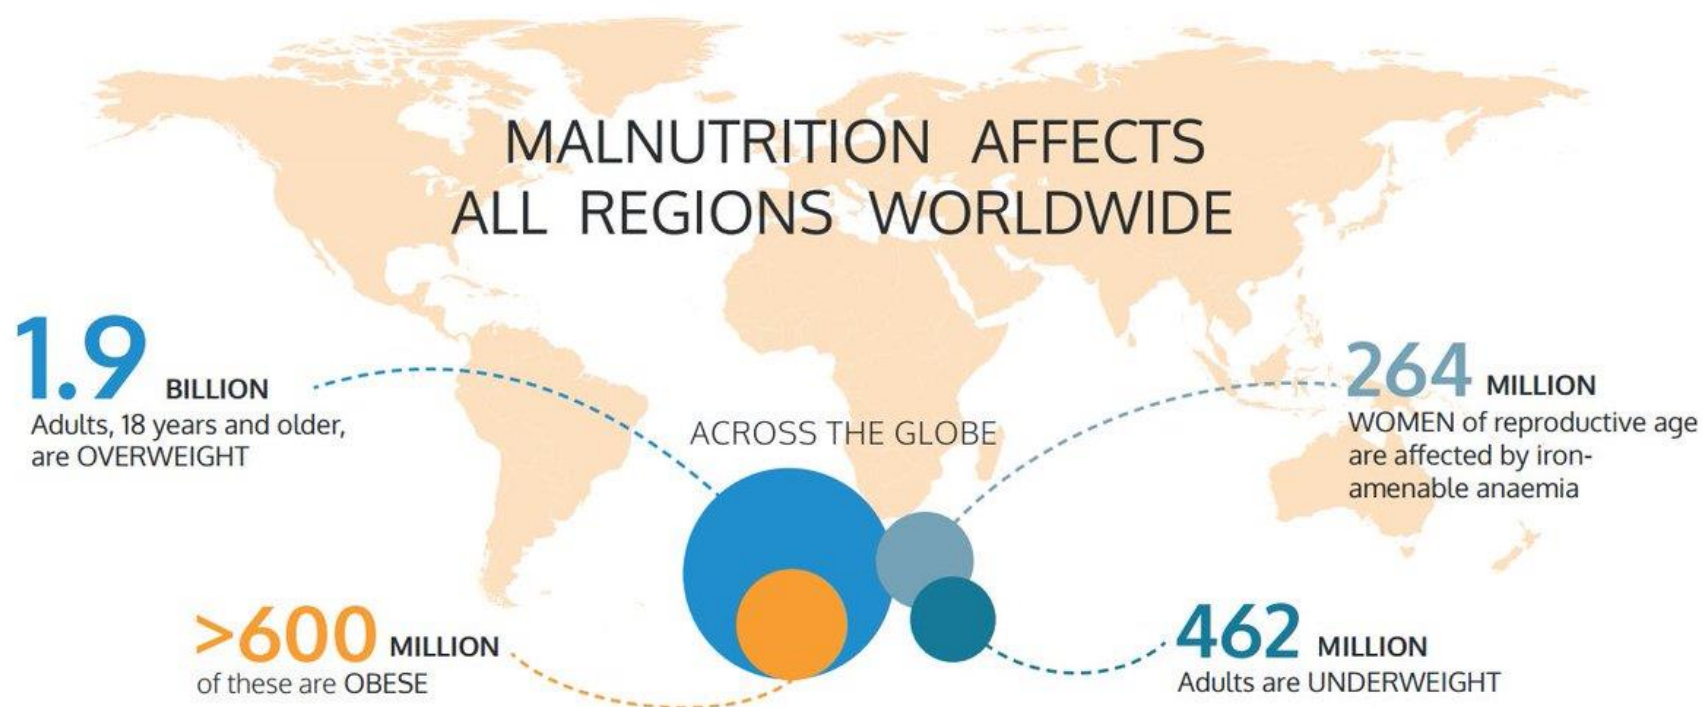 MALNUTRITION AFFECTS
ALL REGIONS WORLDWIDE
1.9 BILLION
Adults, 18 years and older,
are OVERWEIGHT
ACROSS THE GLOBE
264 MILLION
WOMEN of reproductive age
are affected by iron-
amenable anaemia
>600 MILLION
of these are OBESE
462 MILLION
Adults are UNDERWEIGHT